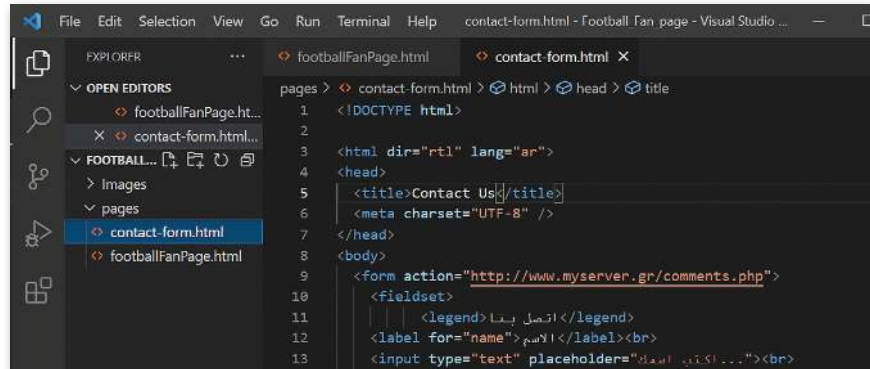 File Edit Selection View Go Run Terminal Help contact-form.html - Football Fan page - Visual Studio ...
EXPLORER ...
OPEN EDITORS
footballFanPage.ht...
contact-form.html...
FOOTBALL...
Images
pages
contact-form.html
footballFanPage.html
footballFanPage.html contact-form.html
pages > contact-form.html > html > head > title
1 <!DOCTYPE html>
2
3 <html dir="rtl" lang="ar">
4 <head>
5 <title>Contact Us</title>
6 <meta charset="UTF-8" />
7 </head>
8 <body>
9 <form action="http://www.myserver.gr/comments.php">
10 <fieldset>
11 <legend>اتصل بنا</legend>
12 <label for="name">الاسم</label><br>
13 <input type="text" placeholder="اكتب اسمك..."><br>